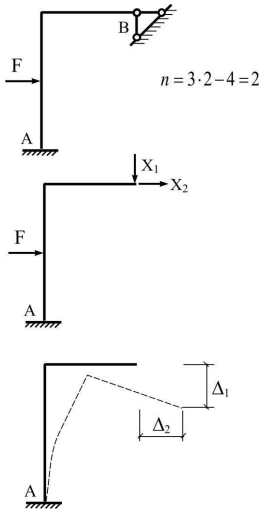 B
F
n = 3·2 – 4 = 2
A
X₁
X₂
F
A
Δ₁
Δ₂
A